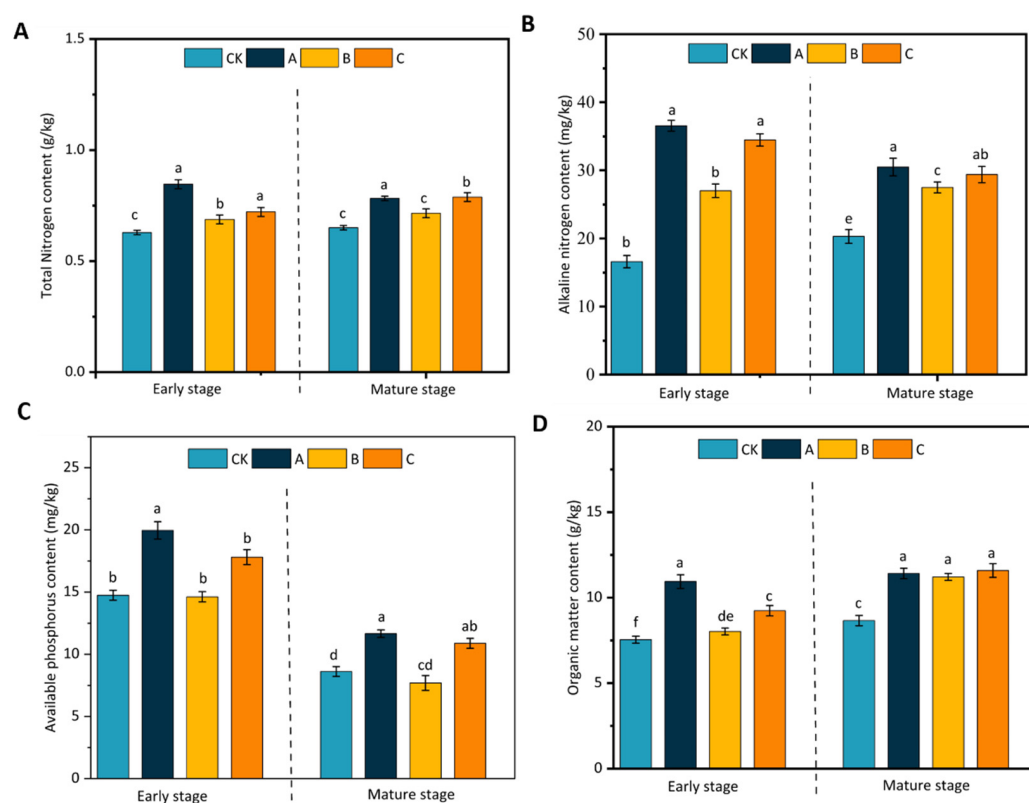 A
Total Nitrogen content (g/kg)
1.5
1.0
0.5
0.0
CK A B C
c a b a c a c b
Early stage Mature stage
B
Alkaline nitrogen content (mg/kg)
50
40
30
20
10
0
CK A B C
b a b a e a c ab
Early stage Mature stage
C
Available phosphorus content (mg/kg)
25
20
15
10
5
0
CK A B C
b a b b d a cd ab
Early stage Mature stage
D
Organic matter content (g/kg)
20
15
10
5
0
CK A B C
f a de c c a a a
Early stage Mature stage